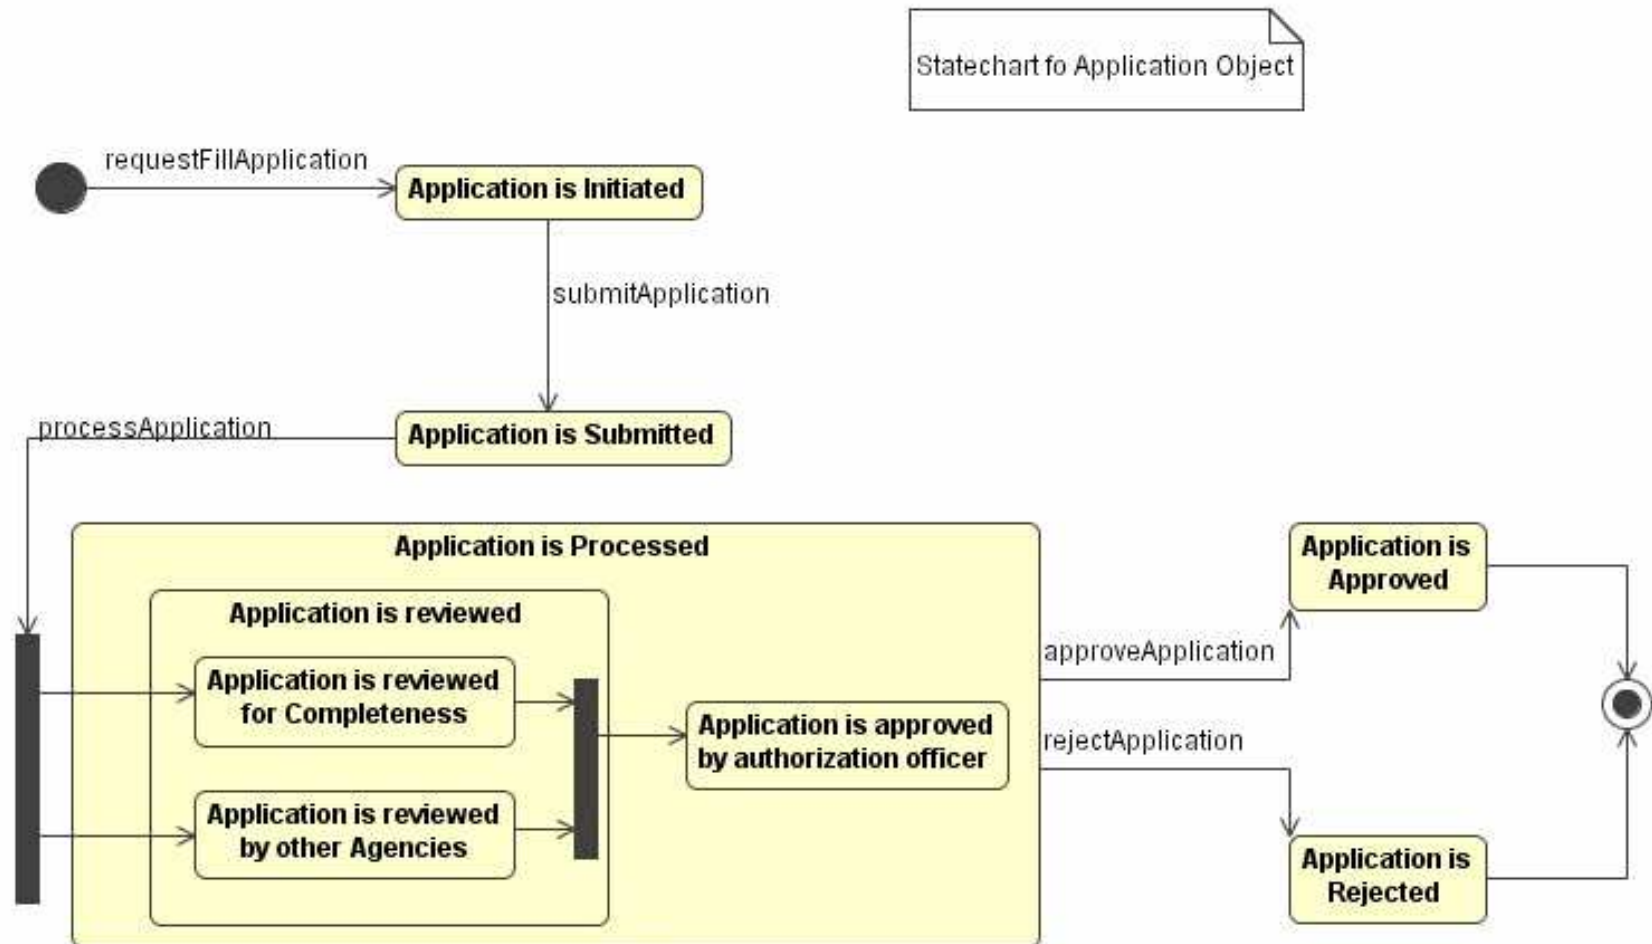 Statechart fo Application Object
requestFillApplication
Application is Initiated
submitApplication
processApplication
Application is Submitted
Application is Processed
Application is reviewed
Application is reviewed
for Completeness
Application is reviewed
by other Agencies
Application is approved
by authorization officer
approveApplication
rejectApplication
Application is
Approved
Application is
Rejected